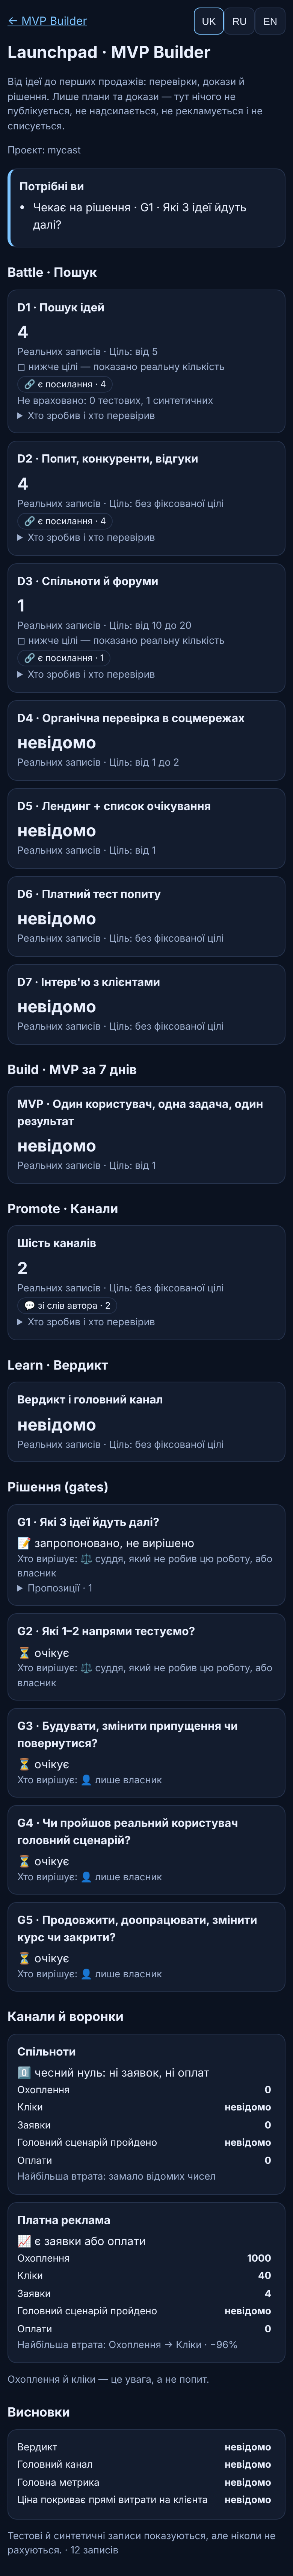 ← MVP Builder
UK
RU
EN
Launchpad · MVP Builder
Від ідеї до перших продажів: перевірки, докази й
рішення. Лише плани та докази — тут нічого не
публікується, не надсилається, не рекламується і не
списується.
Проєкт: mycast
Потрібні ви
• Чекає на рішення · G1 · Які 3 ідеї йдуть
далі?
Battle · Пошук
D1 · Пошук ідей
4
Реальних записів · Ціль: від 5
◻ нижче цілі — показано реальну кількість
🔗 є посилання · 4
Не враховано: 0 тестових, 1 синтетичних
▶ Хто зробив і хто перевірив
D2 · Попит, конкуренти, відгуки
4
Реальних записів · Ціль: без фіксованої цілі
🔗 є посилання · 4
▶ Хто зробив і хто перевірив
D3 · Спільноти й форуми
1
Реальних записів · Ціль: від 10 до 20
◻ нижче цілі — показано реальну кількість
🔗 є посилання · 1
▶ Хто зробив і хто перевірив
D4 · Органічна перевірка в соцмережах
невідомо
Реальних записів · Ціль: від 1 до 2
D5 · Лендинг + список очікування
невідомо
Реальних записів · Ціль: від 1
D6 · Платний тест попиту
невідомо
Реальних записів · Ціль: без фіксованої цілі
D7 · Інтерв'ю з клієнтами
невідомо
Реальних записів · Ціль: без фіксованої цілі
Build · MVP за 7 днів
MVP · Один користувач, одна задача, один
результат
невідомо
Реальних записів · Ціль: від 1
Promote · Канали
Шість каналів
2
Реальних записів · Ціль: без фіксованої цілі
💬 зі слів автора · 2
▶ Хто зробив і хто перевірив
Learn · Вердикт
Вердикт і головний канал
невідомо
Реальних записів · Ціль: без фіксованої цілі
Рішення (gates)
G1 · Які 3 ідеї йдуть далі?
📝 запропоновано, не вирішено
Хто вирішує: ⚖️ суддя, який не робив цю роботу, або
власник
▶ Пропозиції · 1
G2 · Які 1–2 напрями тестуємо?
⏳ очікує
Хто вирішує: ⚖️ суддя, який не робив цю роботу, або
власник
G3 · Будувати, змінити припущення чи
повернутися?
⏳ очікує
Хто вирішує: 👤 лише власник
G4 · Чи пройшов реальний користувач
головний сценарій?
⏳ очікує
Хто вирішує: 👤 лише власник
G5 · Продовжити, доопрацювати, змінити
курс чи закрити?
⏳ очікує
Хто вирішує: 👤 лише власник
Канали й воронки
Спільноти
0️⃣ чесний нуль: ні заявок, ні оплат
Охоплення 0
Кліки невідомо
Заявки 0
Головний сценарій пройдено невідомо
Оплати 0
Найбільша втрата: замало відомих чисел
Платна реклама
📈 є заявки або оплати
Охоплення 1000
Кліки 40
Заявки 4
Головний сценарій пройдено невідомо
Оплати 0
Найбільша втрата: Охоплення → Кліки · −96%
Охоплення й кліки — це увага, а не попит.
Висновки
Вердикт невідомо
Головний канал невідомо
Головна метрика невідомо
Ціна покриває прямі витрати на клієнта невідомо
Тестові й синтетичні записи показуються, але ніколи не
рахуються. · 12 записів